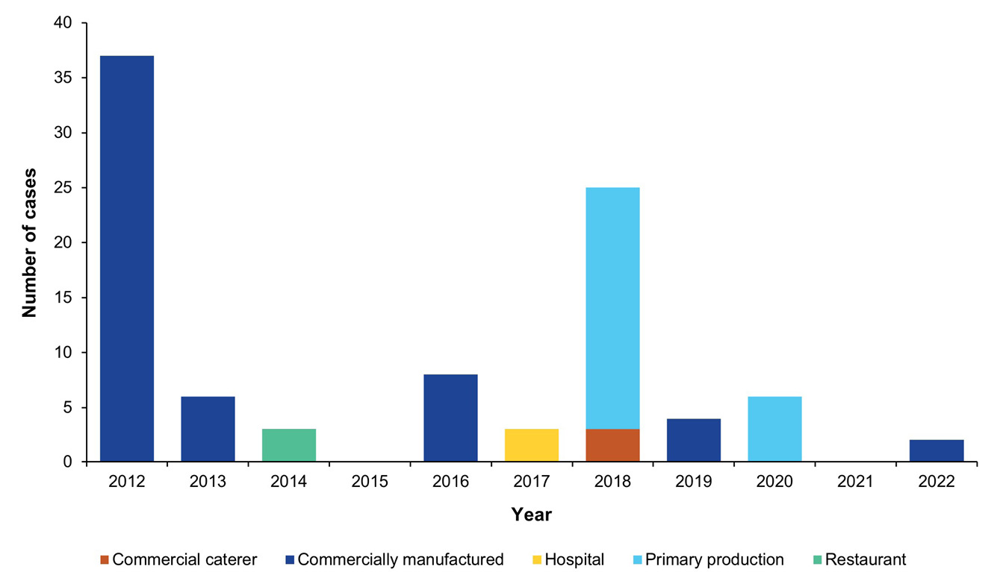 40
35
30
25
20
15
10
5
0
Number of cases
2012 2013 2014 2015 2016 2017 2018 2019 2020 2021 2022
Year
Commercial caterer Commercially manufactured Hospital Primary production Restaurant